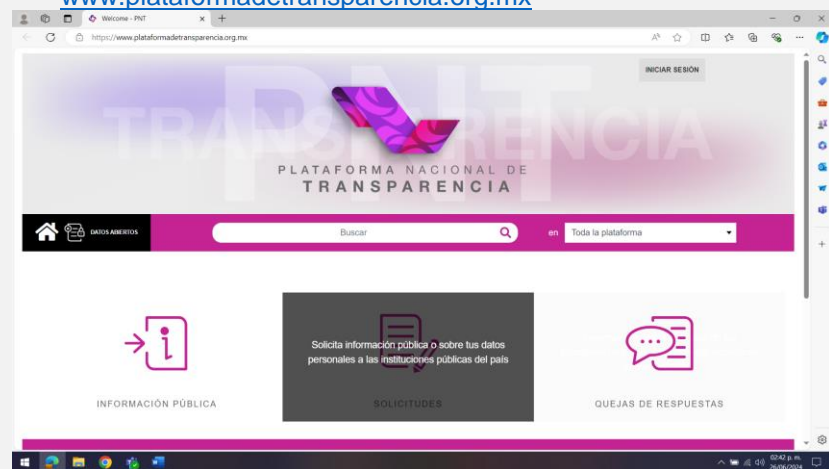 www.plataformadetransparencia.org.mx
Welcome - PNT
https://www.plataformadetransparencia.org.mx
INICIAR SESIÓN
PNT
TRANSPARENCIA
PLATAFORMA NACIONAL DE
TRANSPARENCIA
DATOS ABIERTOS
Buscar
en
Toda la plataforma
Solicita información pública o sobre tus datos
personales a las instituciones públicas del país
INFORMACIÓN PÚBLICA
SOLICITUDES
QUEJAS DE RESPUESTAS
02:42 p. m.
26/06/2024